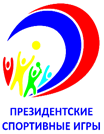 ПРЕЗИДЕНТСКИЕ
СПОРТИВНЫЕ ИГРЫ